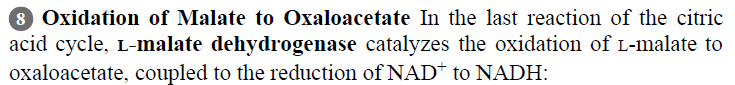 8 Oxidation of Malate to Oxaloacetate In the last reaction of the citric
acid cycle, L-malate dehydrogenase catalyzes the oxidation of L-malate to
oxaloacetate, coupled to the reduction of NAD⁺ to NADH: